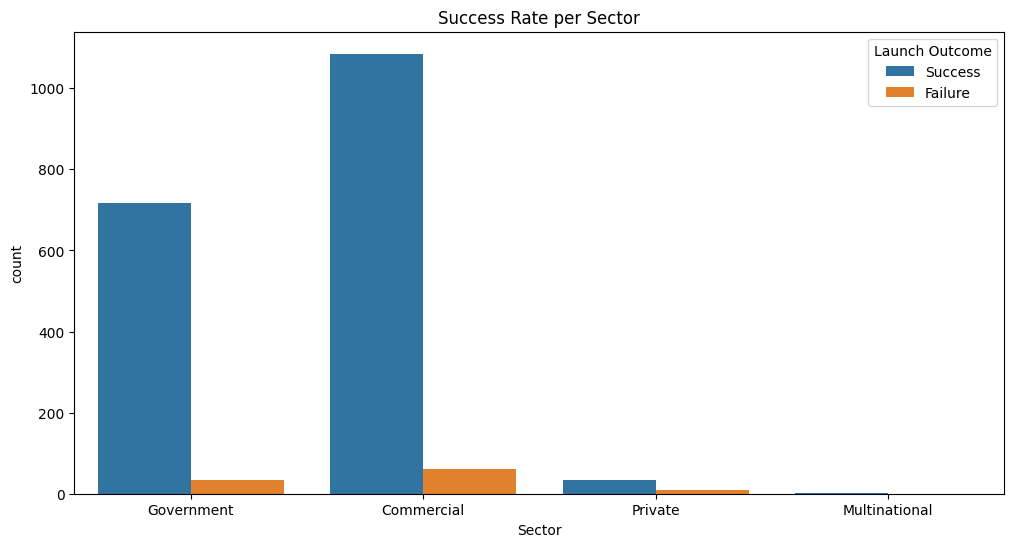 Success Rate per Sector
Launch Outcome
Success
Failure
count
1000
800
600
400
200
0
Government
Commercial
Private
Multinational
Sector